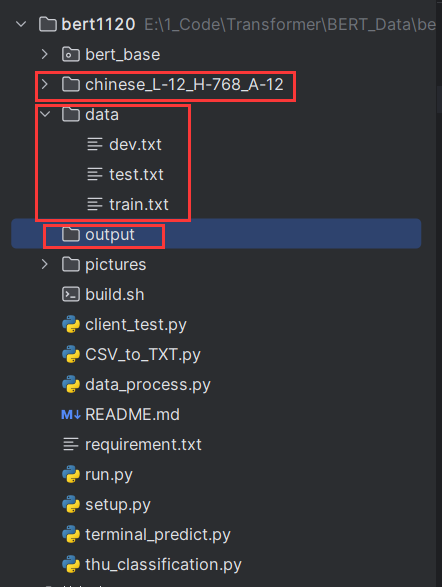 bert1120 E:\1_Code\Transformer\BERT_Data\be
bert_base
chinese_L-12_H-768_A-12
data
dev.txt
test.txt
train.txt
output
pictures
build.sh
client_test.py
CSV_to_TXT.py
data_process.py
M↓ README.md
requirement.txt
run.py
setup.py
terminal_predict.py
thu_classification.py